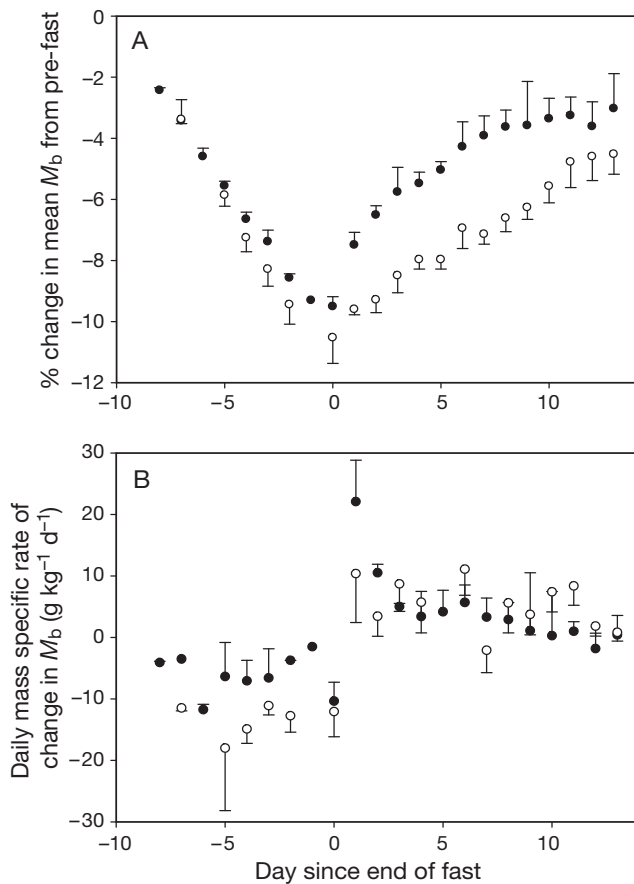 0
−2
−4
−6
−8
−10
−12
A
% change in mean Mb from pre-fast
−10 −5 0 5 10
30
20
10
0
−10
−20
−30
B
Daily mass specific rate of
change in Mb (g kg−1 d−1)
−10 −5 0 5 10
Day since end of fast